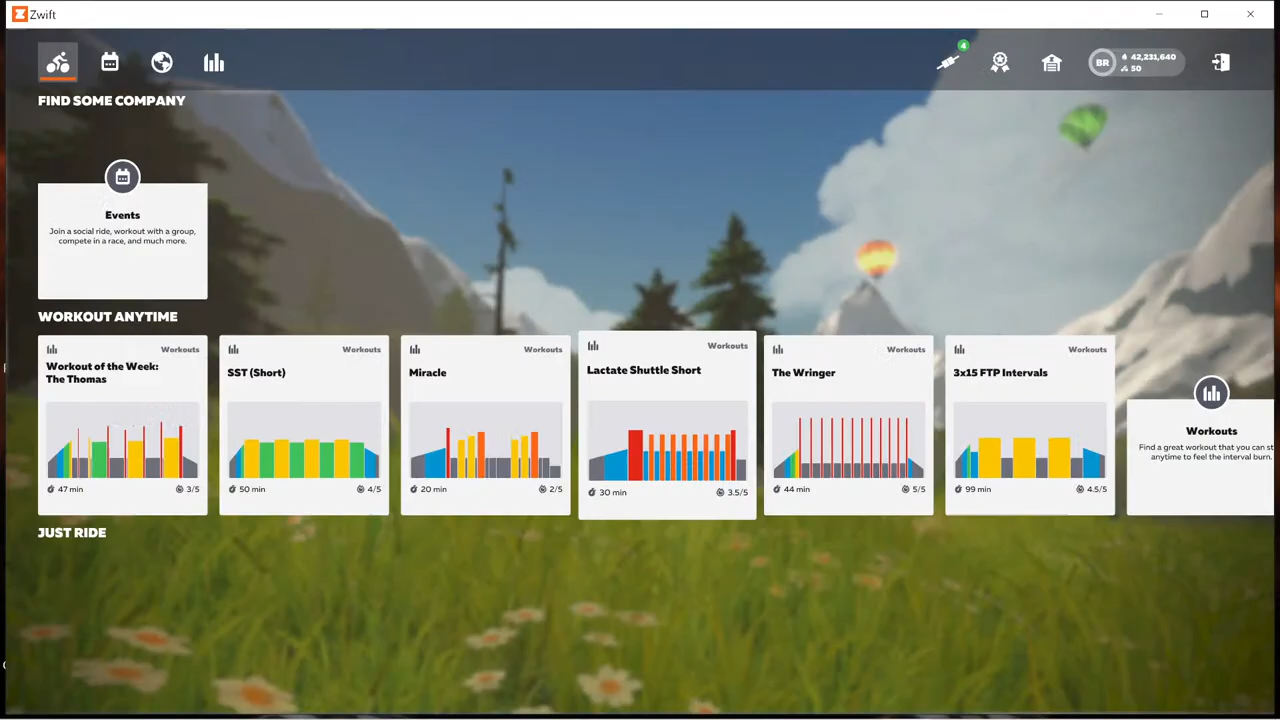 Zwift
4
BR
42,231,640
50
FIND SOME COMPANY
Events
Join a social ride, workout with a group,
compete in a race, and much more.
WORKOUT ANYTIME
Workouts
Workout of the Week:
The Thomas
47 min
3/5
Workouts
SST (Short)
50 min
4/5
Workouts
Miracle
20 min
2/5
Workouts
Lactate Shuttle Short
30 min
3.5/5
Workouts
The Wringer
44 min
5/5
Workouts
3x15 FTP Intervals
99 min
4.5/5
Workouts
Find a great workout that you can st
anytime to feel the interval burn.
JUST RIDE